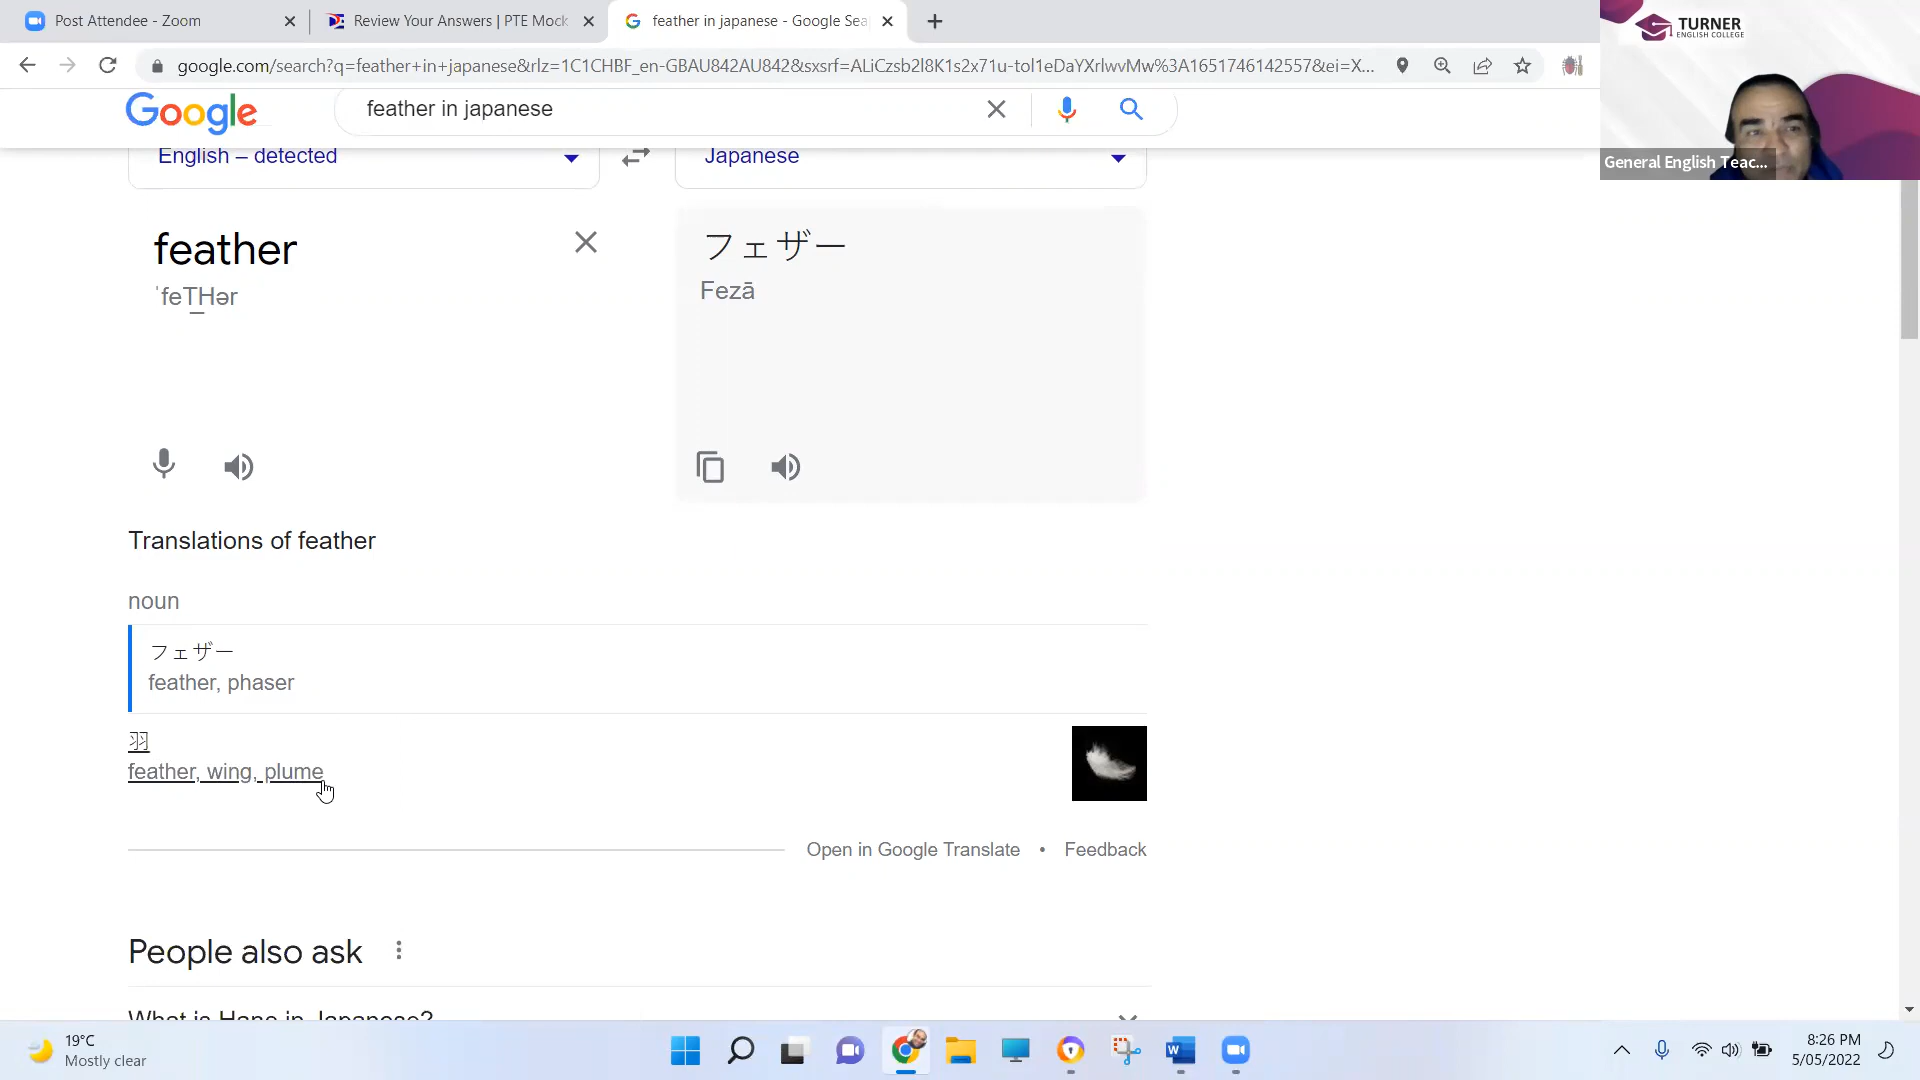 Post Attendee - Zoom
Review Your Answers | PTE Mock
feather in japanese - Google Sea
google.com/search?q=feather+in+japanese&rlz=1C1CHBF_en-GBAU842AU842&sxsrf=ALiCzsb2l8K1s2x71u-tol1eDaYXrlwvMw%3A1651746142557&ei=X...
TURNER
ENGLISH COLLEGE
General English Teac...
Google
feather in japanese
English – detected
Japanese
feather
ˈfeT͟Hər
フェザー
Fezā
Translations of feather
noun
フェザー
feather, phaser
羽
feather, wing, plume
Open in Google Translate • Feedback
People also ask
What is Hane in Japanese?
19°C
Mostly clear
8:26 PM
5/05/2022